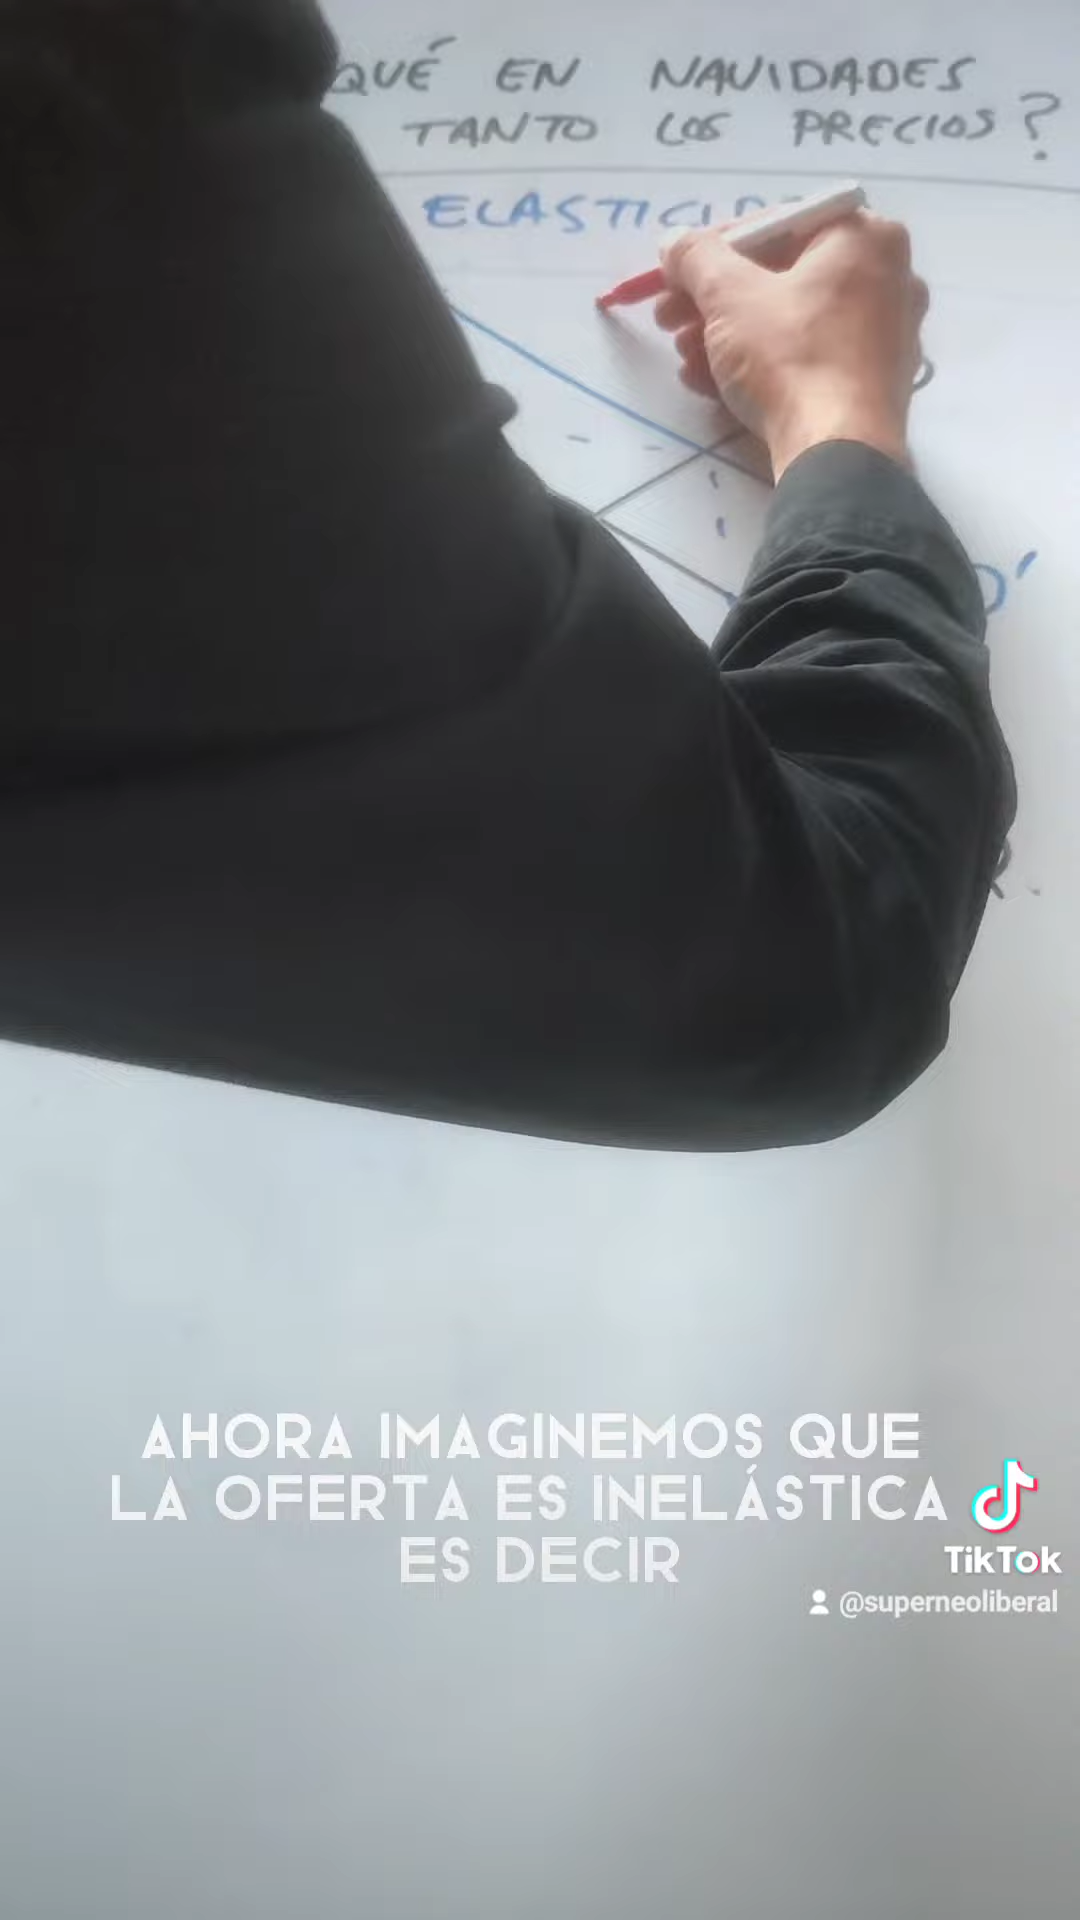 QUÉ EN NAVIDADES
TANTO LOS PRECIOS?
O'
AHORA IMAGINEMOS QUE
LA OFERTA ES INELÁSTICA
ES DECIR
TikTok
@superneoliberal